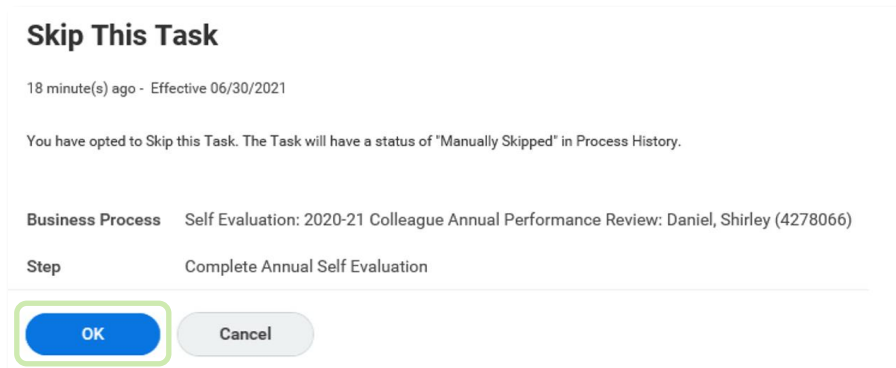 Skip This Task
18 minute(s) ago - Effective 06/30/2021
You have opted to Skip this Task. The Task will have a status of "Manually Skipped" in Process History.
Business Process Self Evaluation: 2020-21 Colleague Annual Performance Review: Daniel, Shirley (4278066)
Step Complete Annual Self Evaluation
OK Cancel